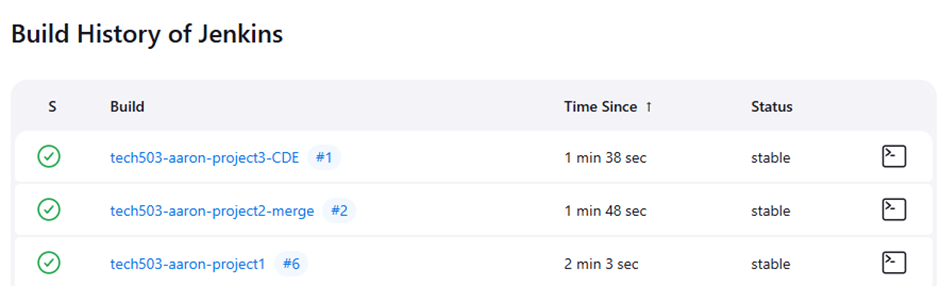 Build History of Jenkins
S Build Time Since ↑ Status
tech503-aaron-project3-CDE #1 1 min 38 sec stable
tech503-aaron-project2-merge #2 1 min 48 sec stable
tech503-aaron-project1 #6 2 min 3 sec stable